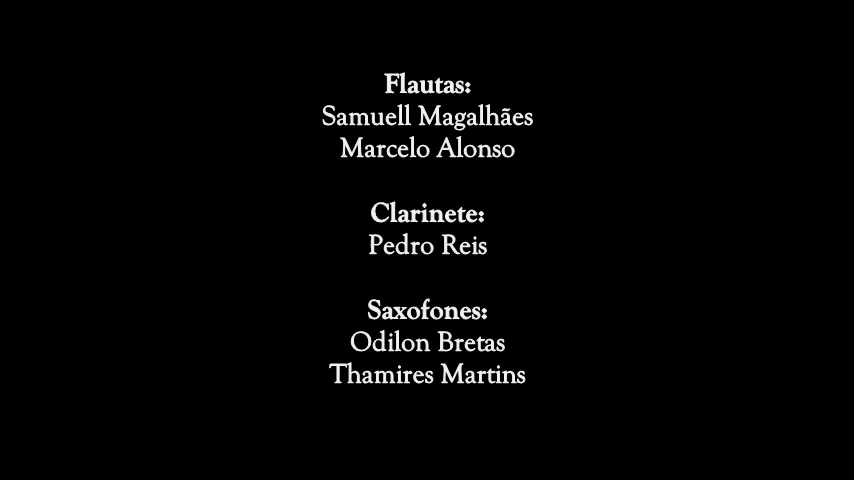 Flautas:
Samuell Magalhães
Marcelo Alonso
Clarinete:
Pedro Reis
Saxofones:
Odilon Bretas
Thamires Martins